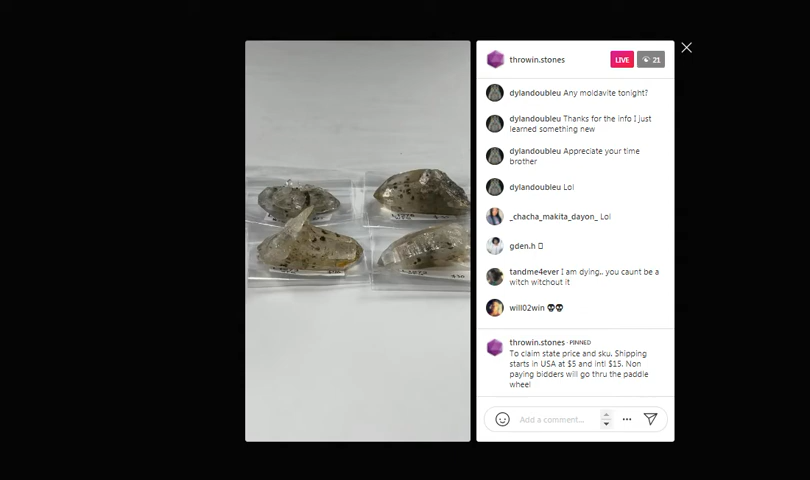 throwin.stones
LIVE
21
dylandoubleu Any moldavite tonight?
dylandoubleu Thanks for the info I just
learned something new
dylandoubleu Appreciate your time
brother
dylandoubleu Lol
_chacha_makita_dayon_ Lol
gden.h
tandme4ever I am dying.. you caunt be a
witch witchout it
will02win 💀💀
throwin.stones · PINNED
To claim state price and sku. Shipping
starts in USA at $5 and intl $15. Non
paying bidders will go thru the paddle
wheel
Add a comment...